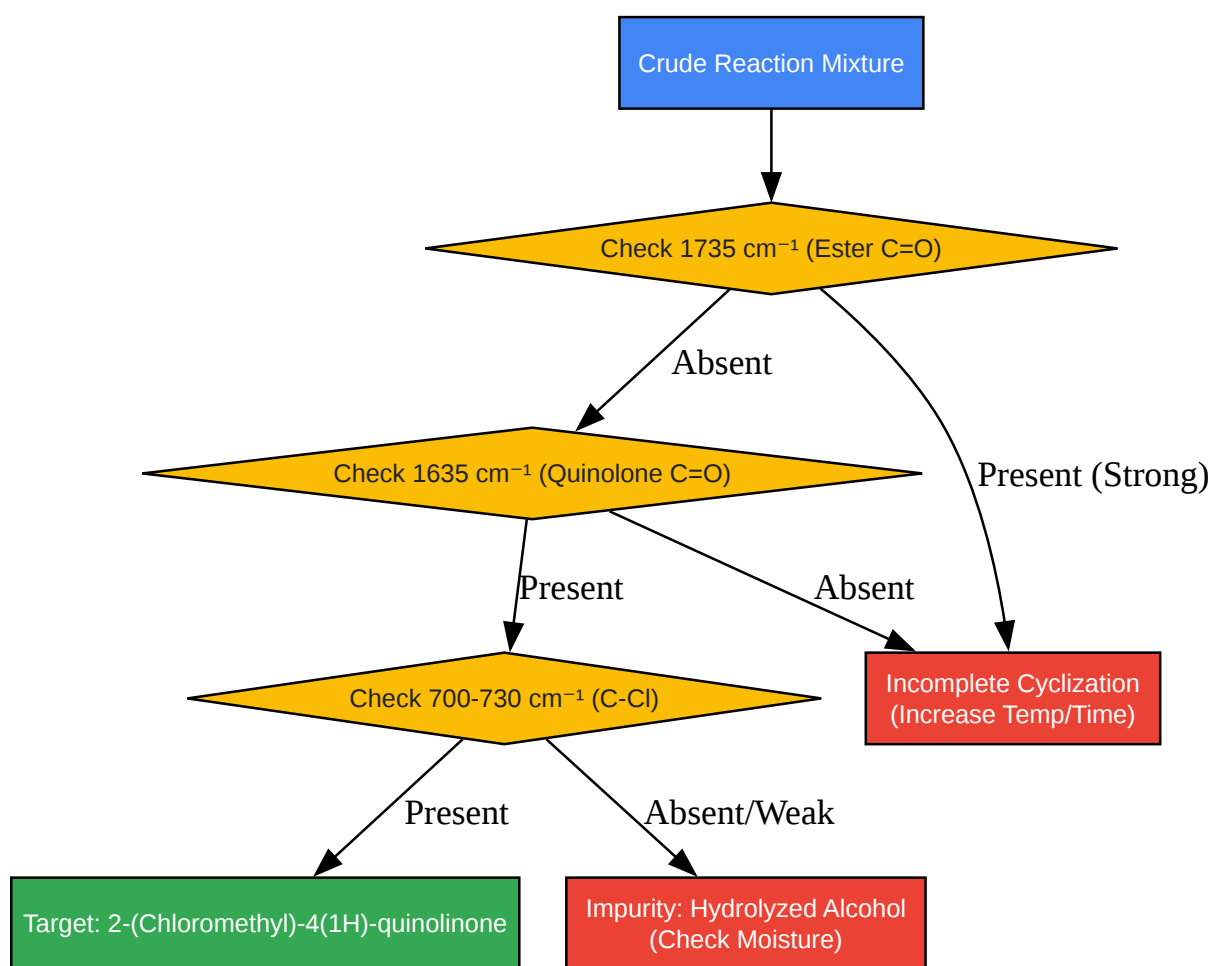 Crude Reaction Mixture
Check 1735 cm⁻¹ (Ester C=O)
Absent
Check 1635 cm⁻¹ (Quinolone C=O)
Present (Strong)
Present
Absent
Check 700-730 cm⁻¹ (C-Cl)
Incomplete Cyclization
(Increase Temp/Time)
Present
Absent/Weak
Target: 2-(Chloromethyl)-4(1H)-quinolinone
Impurity: Hydrolyzed Alcohol
(Check Moisture)